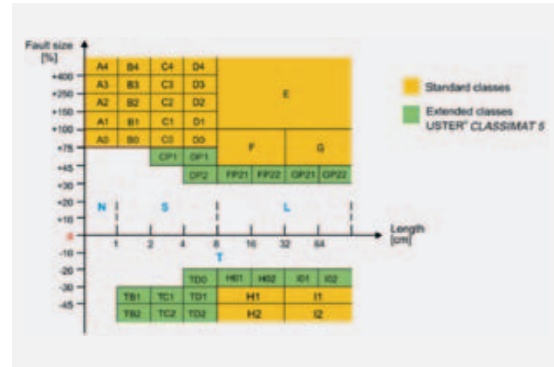 Fault size
[%]
A4 B4 C4 D4
+400
A3 B3 C3 D3
+250
A2 B2 C2 D2
E
+150
A1 B1 C1 D1
+100
A0 B0 C0 D0
F G
+75
CP1 DP1
+45
DP2 FP21 FP22 GP21 GP22
+30
+20
N S L
+10
Length
[cm]
1 2 4 8 16 32 64
-10
T
-20
TD0 H01 H02 I01 I02
-30
TB1 TC1 TD1 H1 I1
-45
TB2 TC2 TD2 H2 I2
Standard classes
Extended classes
USTER® CLASSIMAT 5